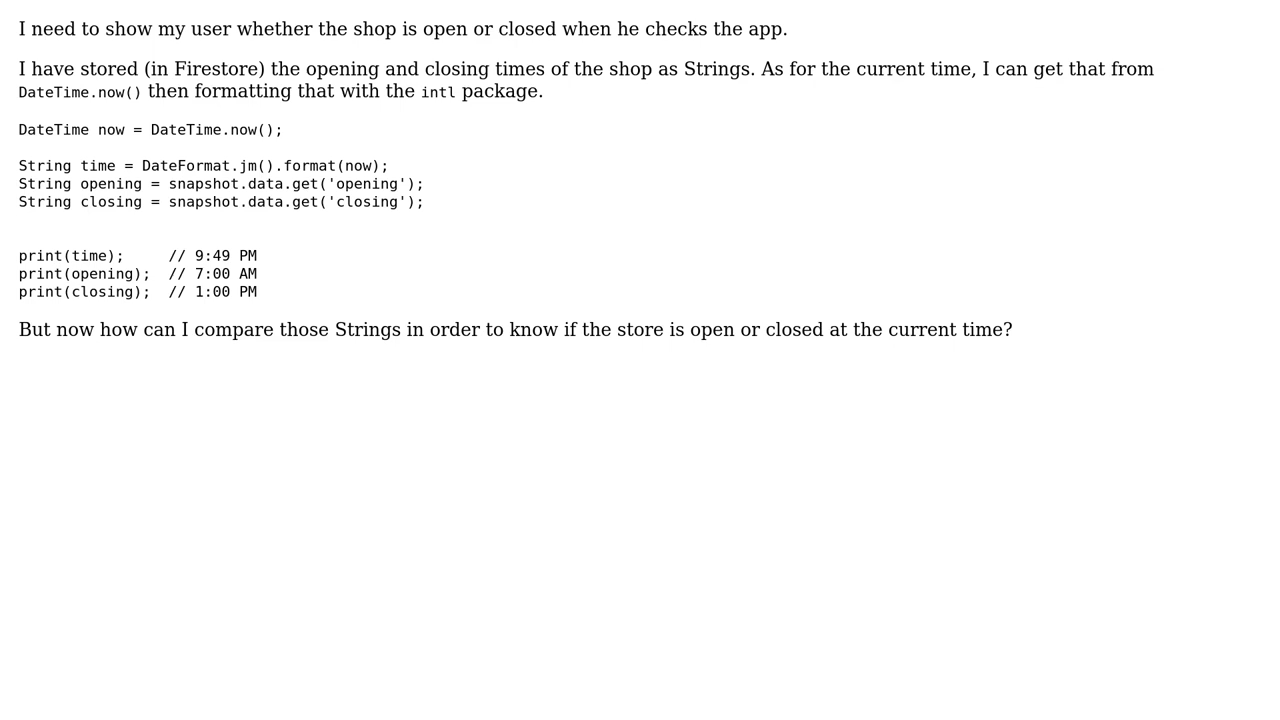 I need to show my user whether the shop is open or closed when he checks the app.
I have stored (in Firestore) the opening and closing times of the shop as Strings. As for the current time, I can get that from
DateTime.now() then formatting that with the intl package.
DateTime now = DateTime.now();
String time = DateFormat.jm().format(now);
String opening = snapshot.data.get('opening');
String closing = snapshot.data.get('closing');
print(time);     // 9:49 PM
print(opening);  // 7:00 AM
print(closing);  // 1:00 PM
But now how can I compare those Strings in order to know if the store is open or closed at the current time?